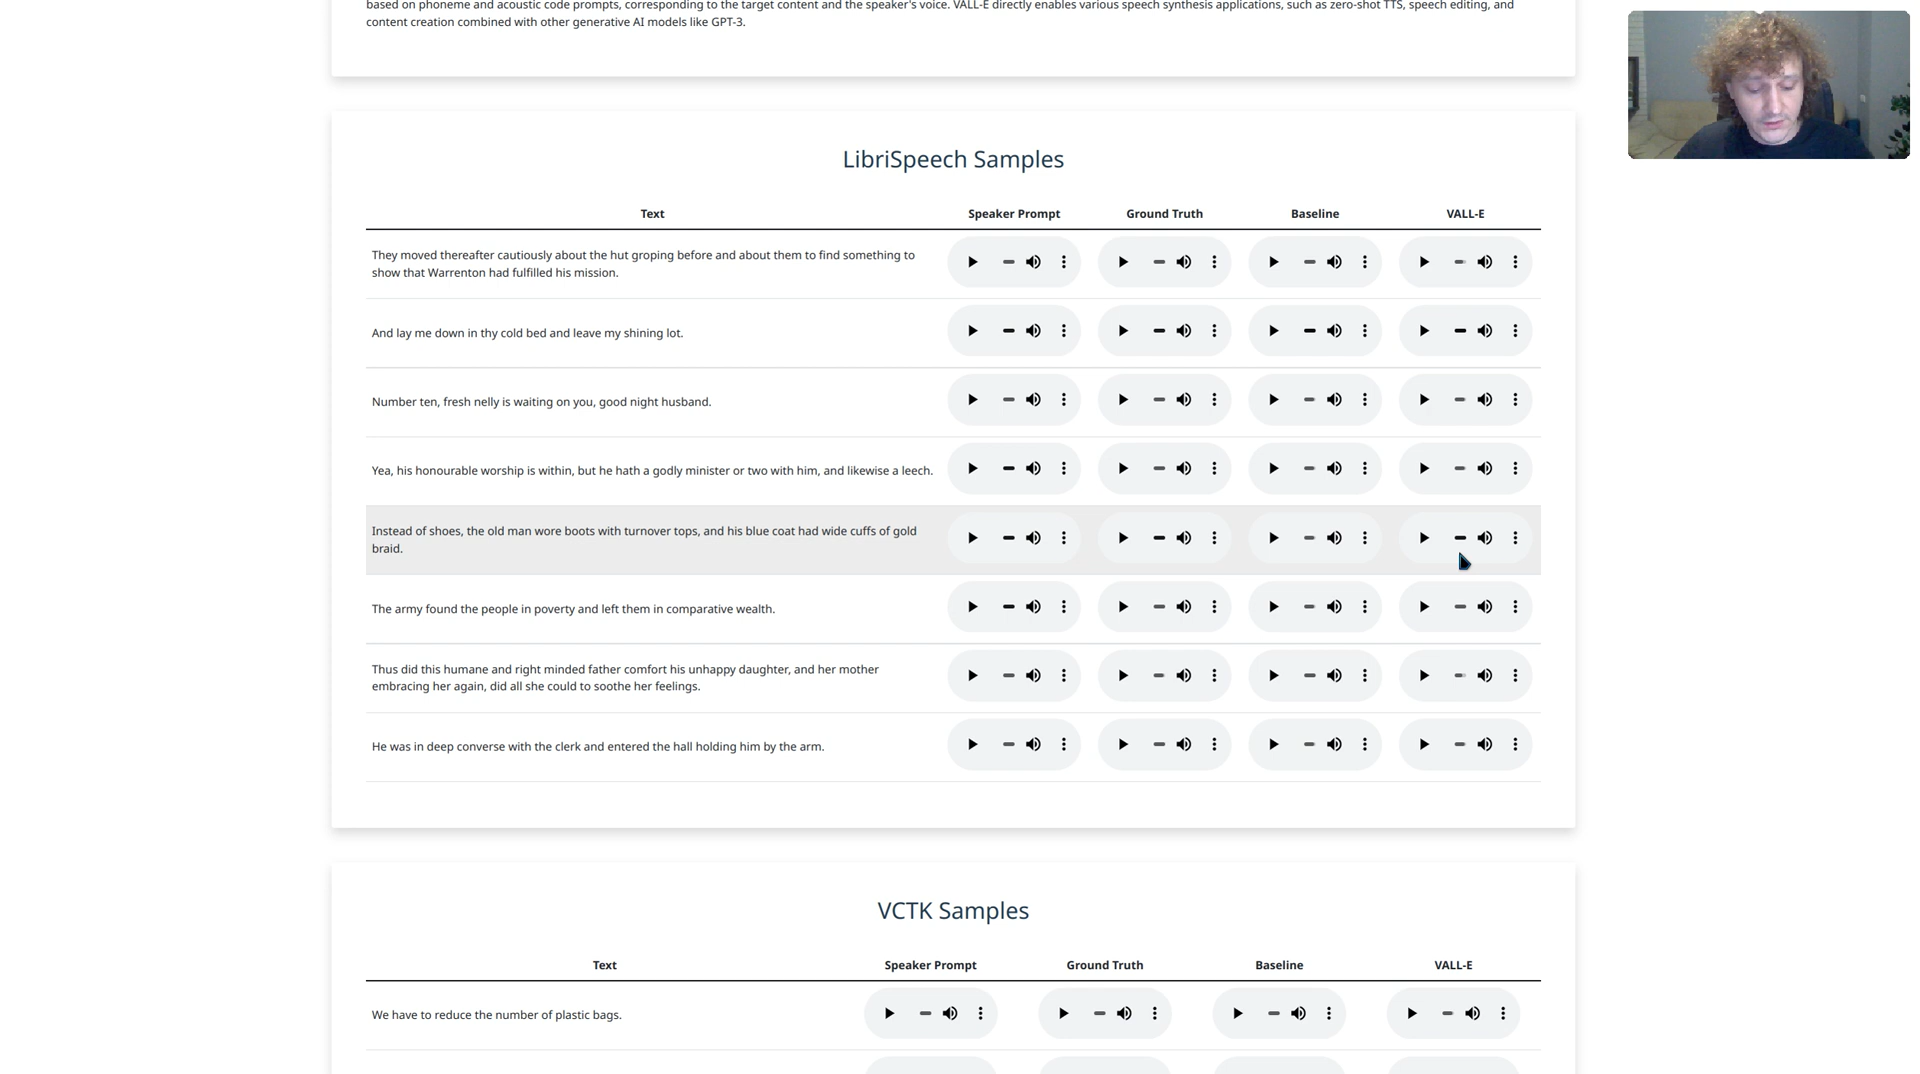 based on phoneme and acoustic code prompts, corresponding to the target content and the speaker's voice. VALL-E directly enables various speech synthesis applications, such as zero-shot TTS, speech editing, and
content creation combined with other generative AI models like GPT-3.
LibriSpeech Samples
Text Speaker Prompt Ground Truth Baseline VALL-E
They moved thereafter cautiously about the hut groping before and about them to find something to
show that Warrenton had fulfilled his mission.
And lay me down in thy cold bed and leave my shining lot.
Number ten, fresh nelly is waiting on you, good night husband.
Yea, his honourable worship is within, but he hath a godly minister or two with him, and likewise a leech.
Instead of shoes, the old man wore boots with turnover tops, and his blue coat had wide cuffs of gold
braid.
The army found the people in poverty and left them in comparative wealth.
Thus did this humane and right minded father comfort his unhappy daughter, and her mother
embracing her again, did all she could to soothe her feelings.
He was in deep converse with the clerk and entered the hall holding him by the arm.
VCTK Samples
Text Speaker Prompt Ground Truth Baseline VALL-E
We have to reduce the number of plastic bags.